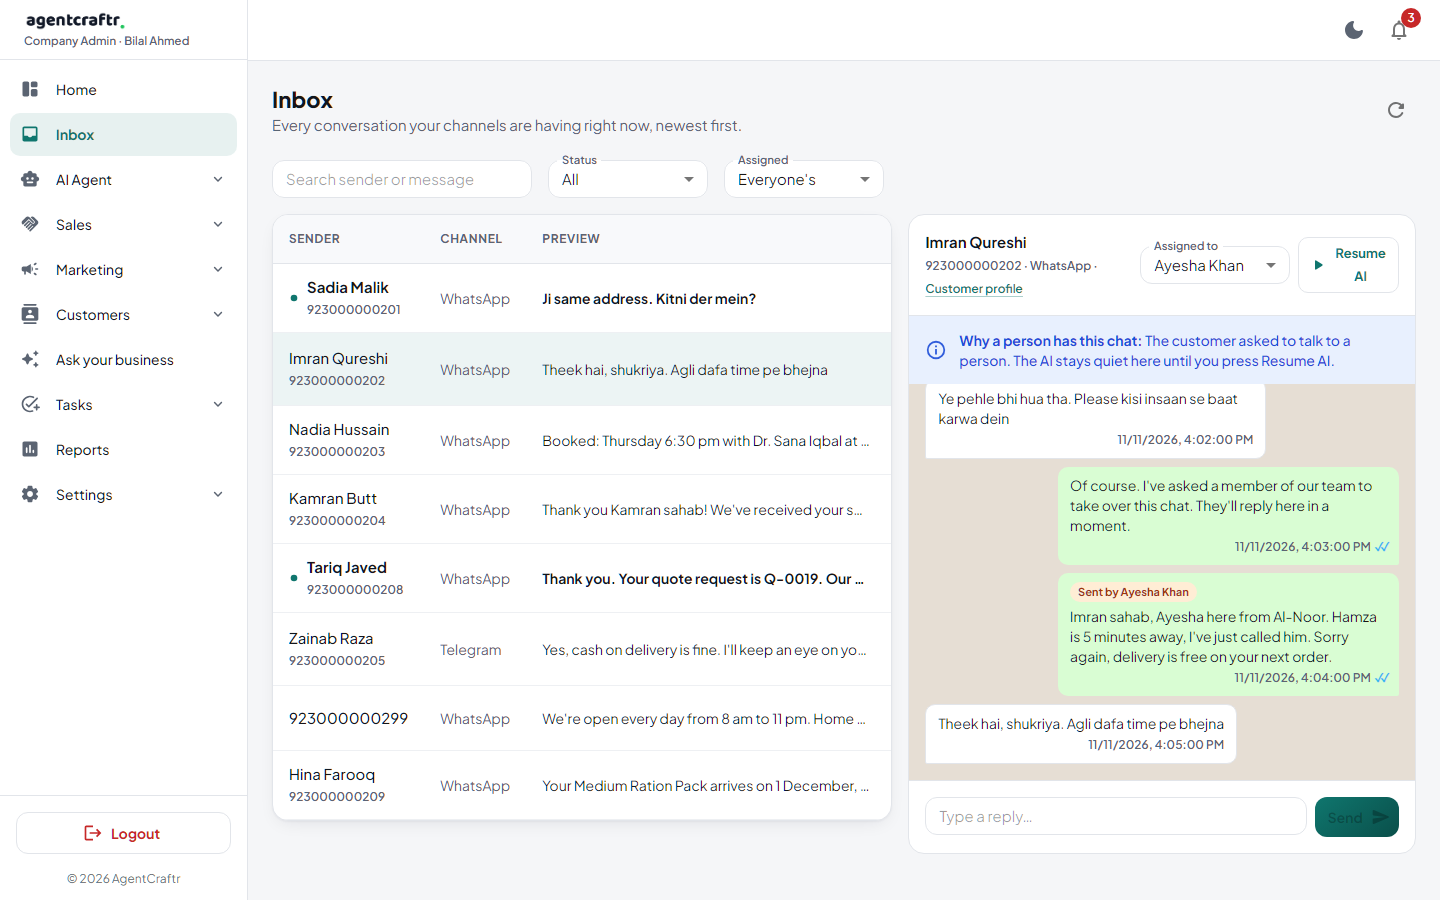 agentcraftr.
Company Admin · Bilal Ahmed
3
Home
Inbox
AI Agent
Sales
Marketing
Customers
Ask your business
Tasks
Reports
Settings
Logout
© 2026 AgentCraftr
Inbox
Every conversation your channels are having right now, newest first.
Search sender or message
Status
All
Assigned
Everyone's
SENDER CHANNEL PREVIEW
Sadia Malik
923000000201
WhatsApp
Ji same address. Kitni der mein?
Imran Qureshi
923000000202
WhatsApp
Theek hai, shukriya. Agli dafa time pe bhejna
Nadia Hussain
923000000203
WhatsApp
Booked: Thursday 6:30 pm with Dr. Sana Iqbal at …
Kamran Butt
923000000204
WhatsApp
Thank you Kamran sahab! We've received your s…
Tariq Javed
923000000208
WhatsApp
Thank you. Your quote request is Q-0019. Our …
Zainab Raza
923000000205
Telegram
Yes, cash on delivery is fine. I'll keep an eye on yo…
923000000299
WhatsApp
We're open every day from 8 am to 11 pm. Home …
Hina Farooq
923000000209
WhatsApp
Your Medium Ration Pack arrives on 1 December, …
Imran Qureshi
923000000202 · WhatsApp ·
Customer profile
Assigned to
Ayesha Khan
Resume
AI
Why a person has this chat: The customer asked to talk to a
person. The AI stays quiet here until you press Resume AI.
Ye pehle bhi hua tha. Please kisi insaan se baat
karwa dein
11/11/2026, 4:02:00 PM
Of course. I've asked a member of our team to
take over this chat. They'll reply here in a
moment.
11/11/2026, 4:03:00 PM
Sent by Ayesha Khan
Imran sahab, Ayesha here from Al-Noor. Hamza
is 5 minutes away, I've just called him. Sorry
again, delivery is free on your next order.
11/11/2026, 4:04:00 PM
Theek hai, shukriya. Agli dafa time pe bhejna
11/11/2026, 4:05:00 PM
Type a reply…
Send